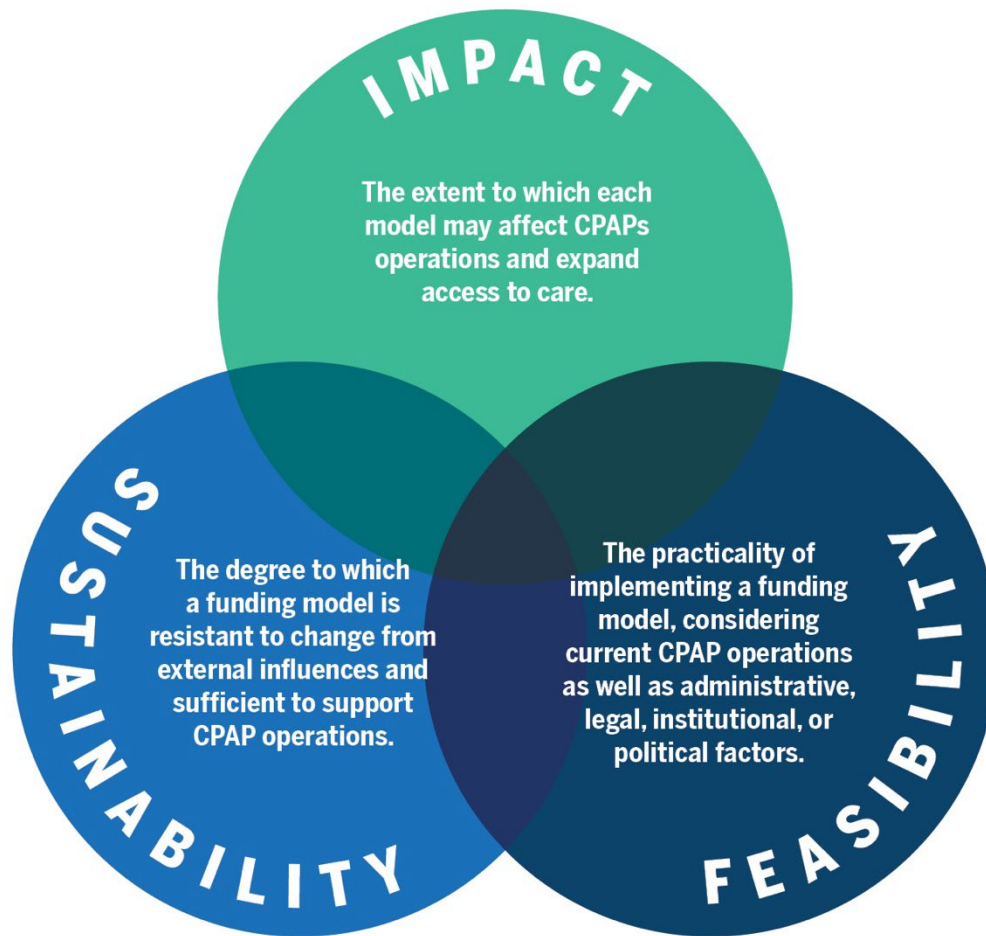 IMPACT
The extent to which each
model may affect CPAPs
operations and expand
access to care.
SUSTAINABILITY
The degree to which
a funding model is
resistant to change from
external influences and
sufficient to support
CPAP operations.
The practicality of
implementing a funding
model, considering
current CPAP operations
as well as administrative,
legal, institutional, or
political factors.
FEASIBILITY